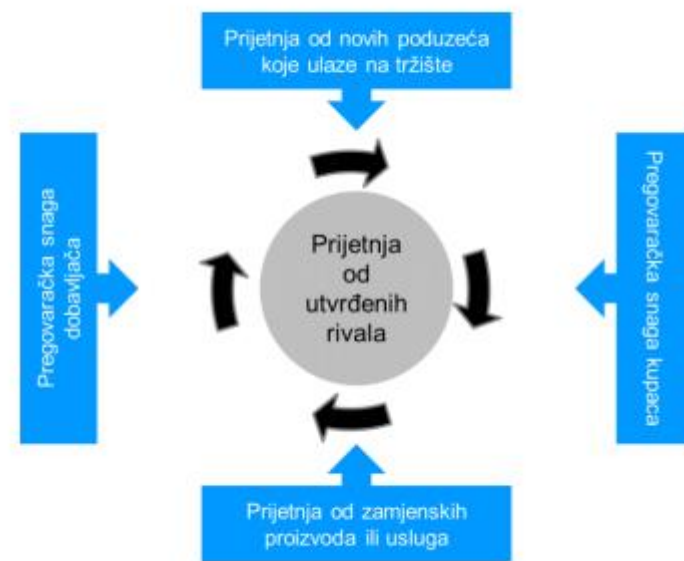 Prijetnja od novih poduzeća
koje ulaze na tržište
Pregovaračka snaga
dobavljača
Prijetnja
od
utvrđenih
rivala
Pregovaračka snaga kupaca
Prijetnja od zamjenskih
proizvoda ili usluga